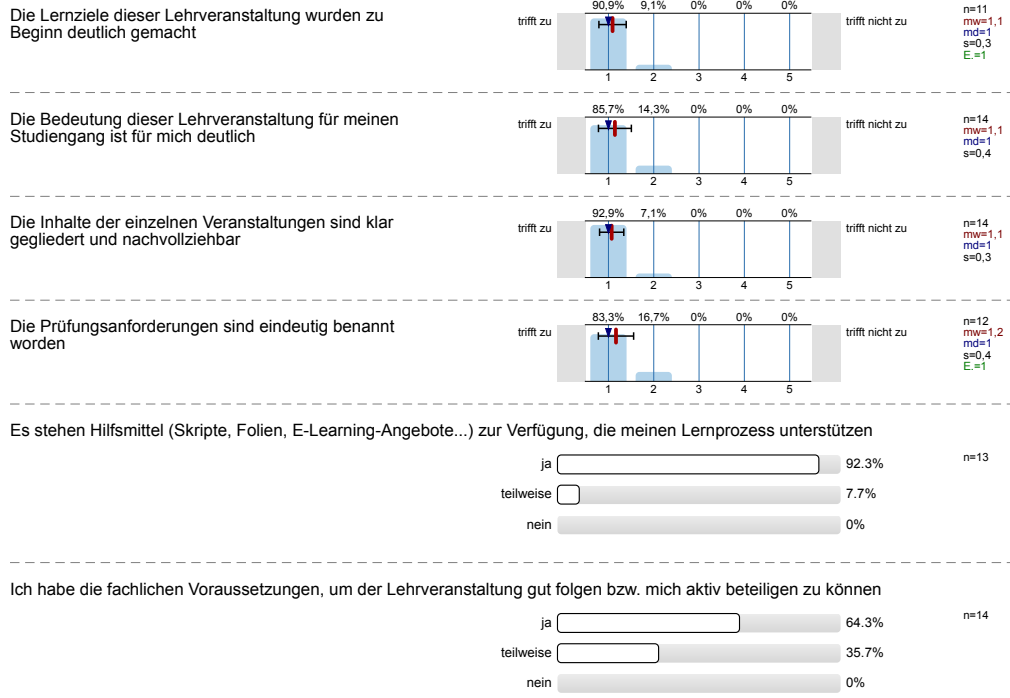 Die Lernziele dieser Lehrveranstaltung wurden zu
Beginn deutlich gemacht
trifft zu
90,9% 9,1% 0% 0% 0%
1 2 3 4 5
trifft nicht zu
n=11
mw=1,1
md=1
s=0,3
E.=1
Die Bedeutung dieser Lehrveranstaltung für meinen
Studiengang ist für mich deutlich
trifft zu
85,7% 14,3% 0% 0% 0%
1 2 3 4 5
trifft nicht zu
n=14
mw=1,1
md=1
s=0,4
Die Inhalte der einzelnen Veranstaltungen sind klar
gegliedert und nachvollziehbar
trifft zu
92,9% 7,1% 0% 0% 0%
1 2 3 4 5
trifft nicht zu
n=14
mw=1,1
md=1
s=0,3
Die Prüfungsanforderungen sind eindeutig benannt
worden
trifft zu
83,3% 16,7% 0% 0% 0%
1 2 3 4 5
trifft nicht zu
n=12
mw=1,2
md=1
s=0,4
E.=1
Es stehen Hilfsmittel (Skripte, Folien, E-Learning-Angebote...) zur Verfügung, die meinen Lernprozess unterstützen
ja 92.3%
n=13
teilweise 7.7%
nein 0%
Ich habe die fachlichen Voraussetzungen, um der Lehrveranstaltung gut folgen bzw. mich aktiv beteiligen zu können
ja 64.3%
n=14
teilweise 35.7%
nein 0%